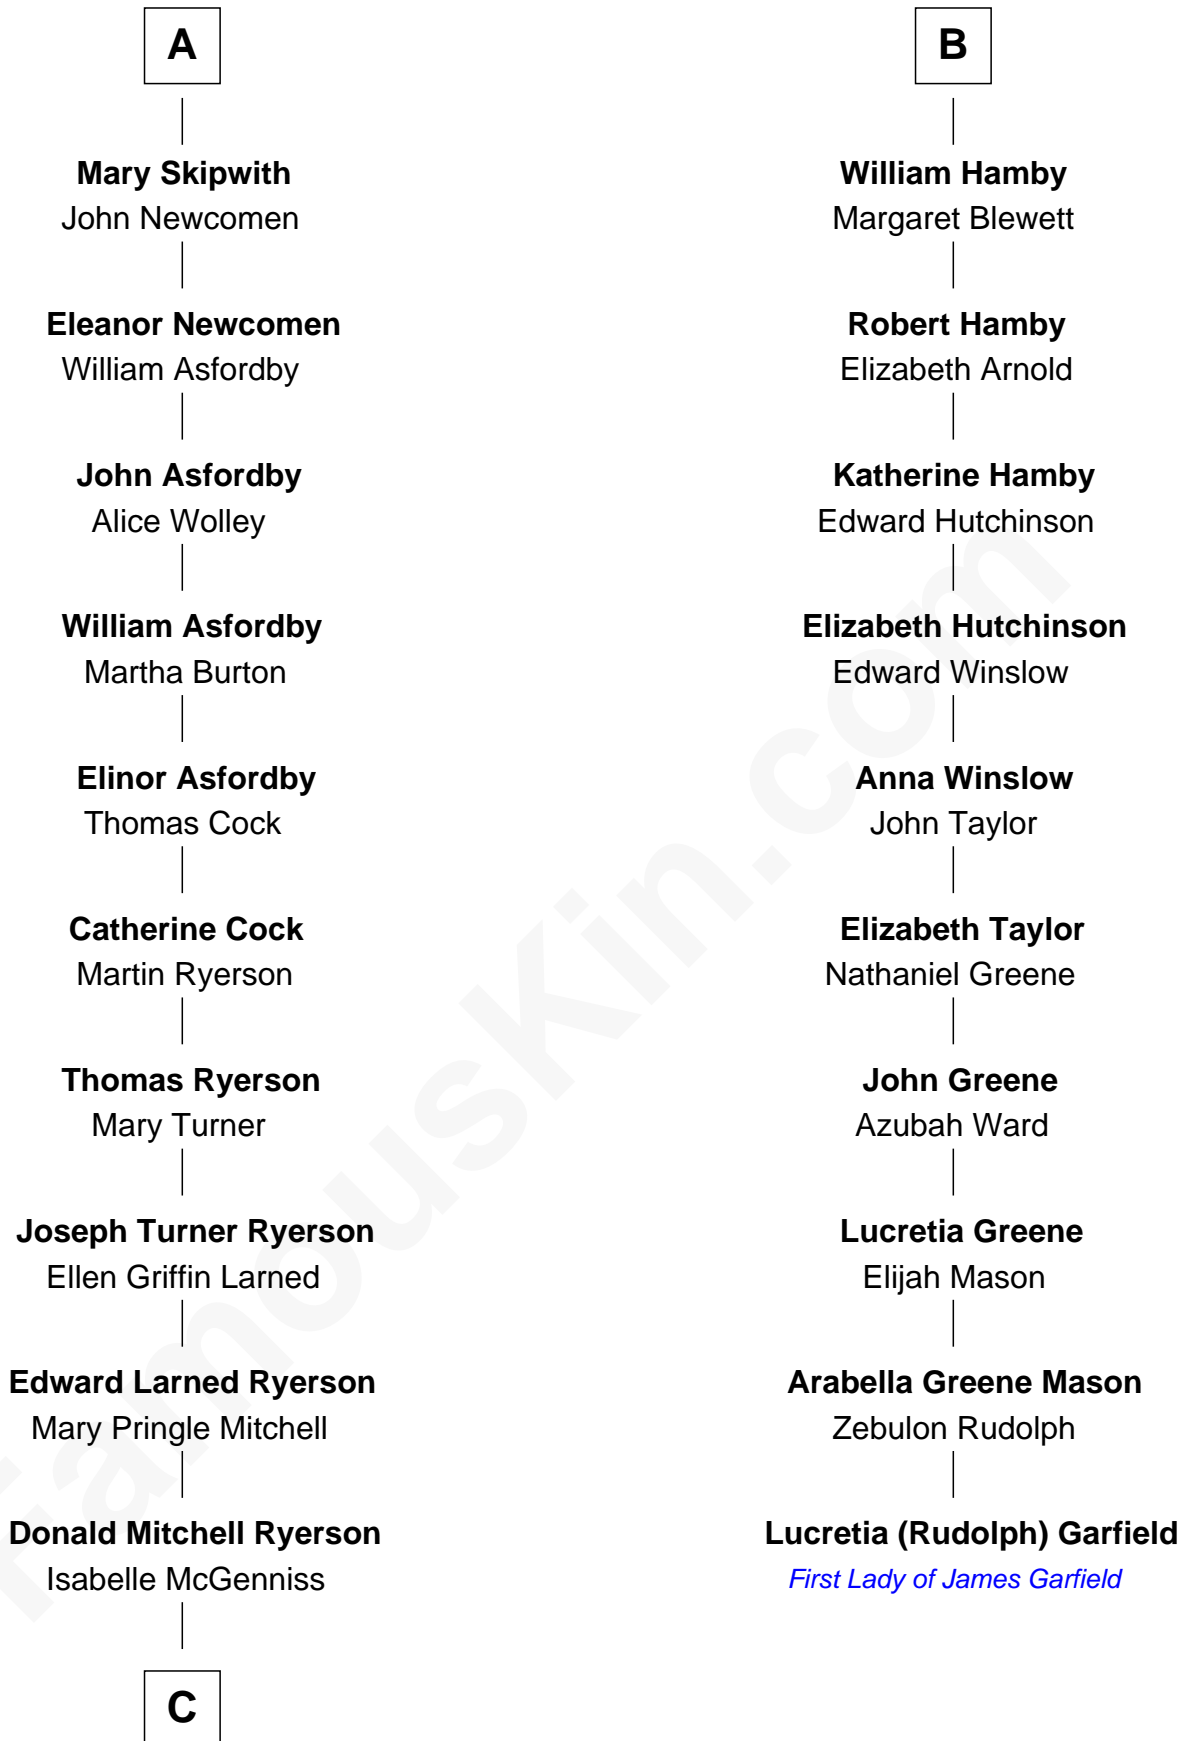 A
Mary Skipwith
John Newcomen
Eleanor Newcomen
William Asfordby
John Asfordby
Alice Wolley
William Asfordby
Martha Burton
Elinor Asfordby
Thomas Cock
Catherine Cock
Martin Ryerson
Thomas Ryerson
Mary Turner
Joseph Turner Ryerson
Ellen Griffin Larned
Edward Larned Ryerson
Mary Pringle Mitchell
Donald Mitchell Ryerson
Isabelle McGenniss
C
B
William Hamby
Margaret Blewett
Robert Hamby
Elizabeth Arnold
Katherine Hamby
Edward Hutchinson
Elizabeth Hutchinson
Edward Winslow
Anna Winslow
John Taylor
Elizabeth Taylor
Nathaniel Greene
John Greene
Azubah Ward
Lucretia Greene
Elijah Mason
Arabella Greene Mason
Zebulon Rudolph
Lucretia (Rudolph) Garfield
First Lady of James Garfield
FamousKin.com